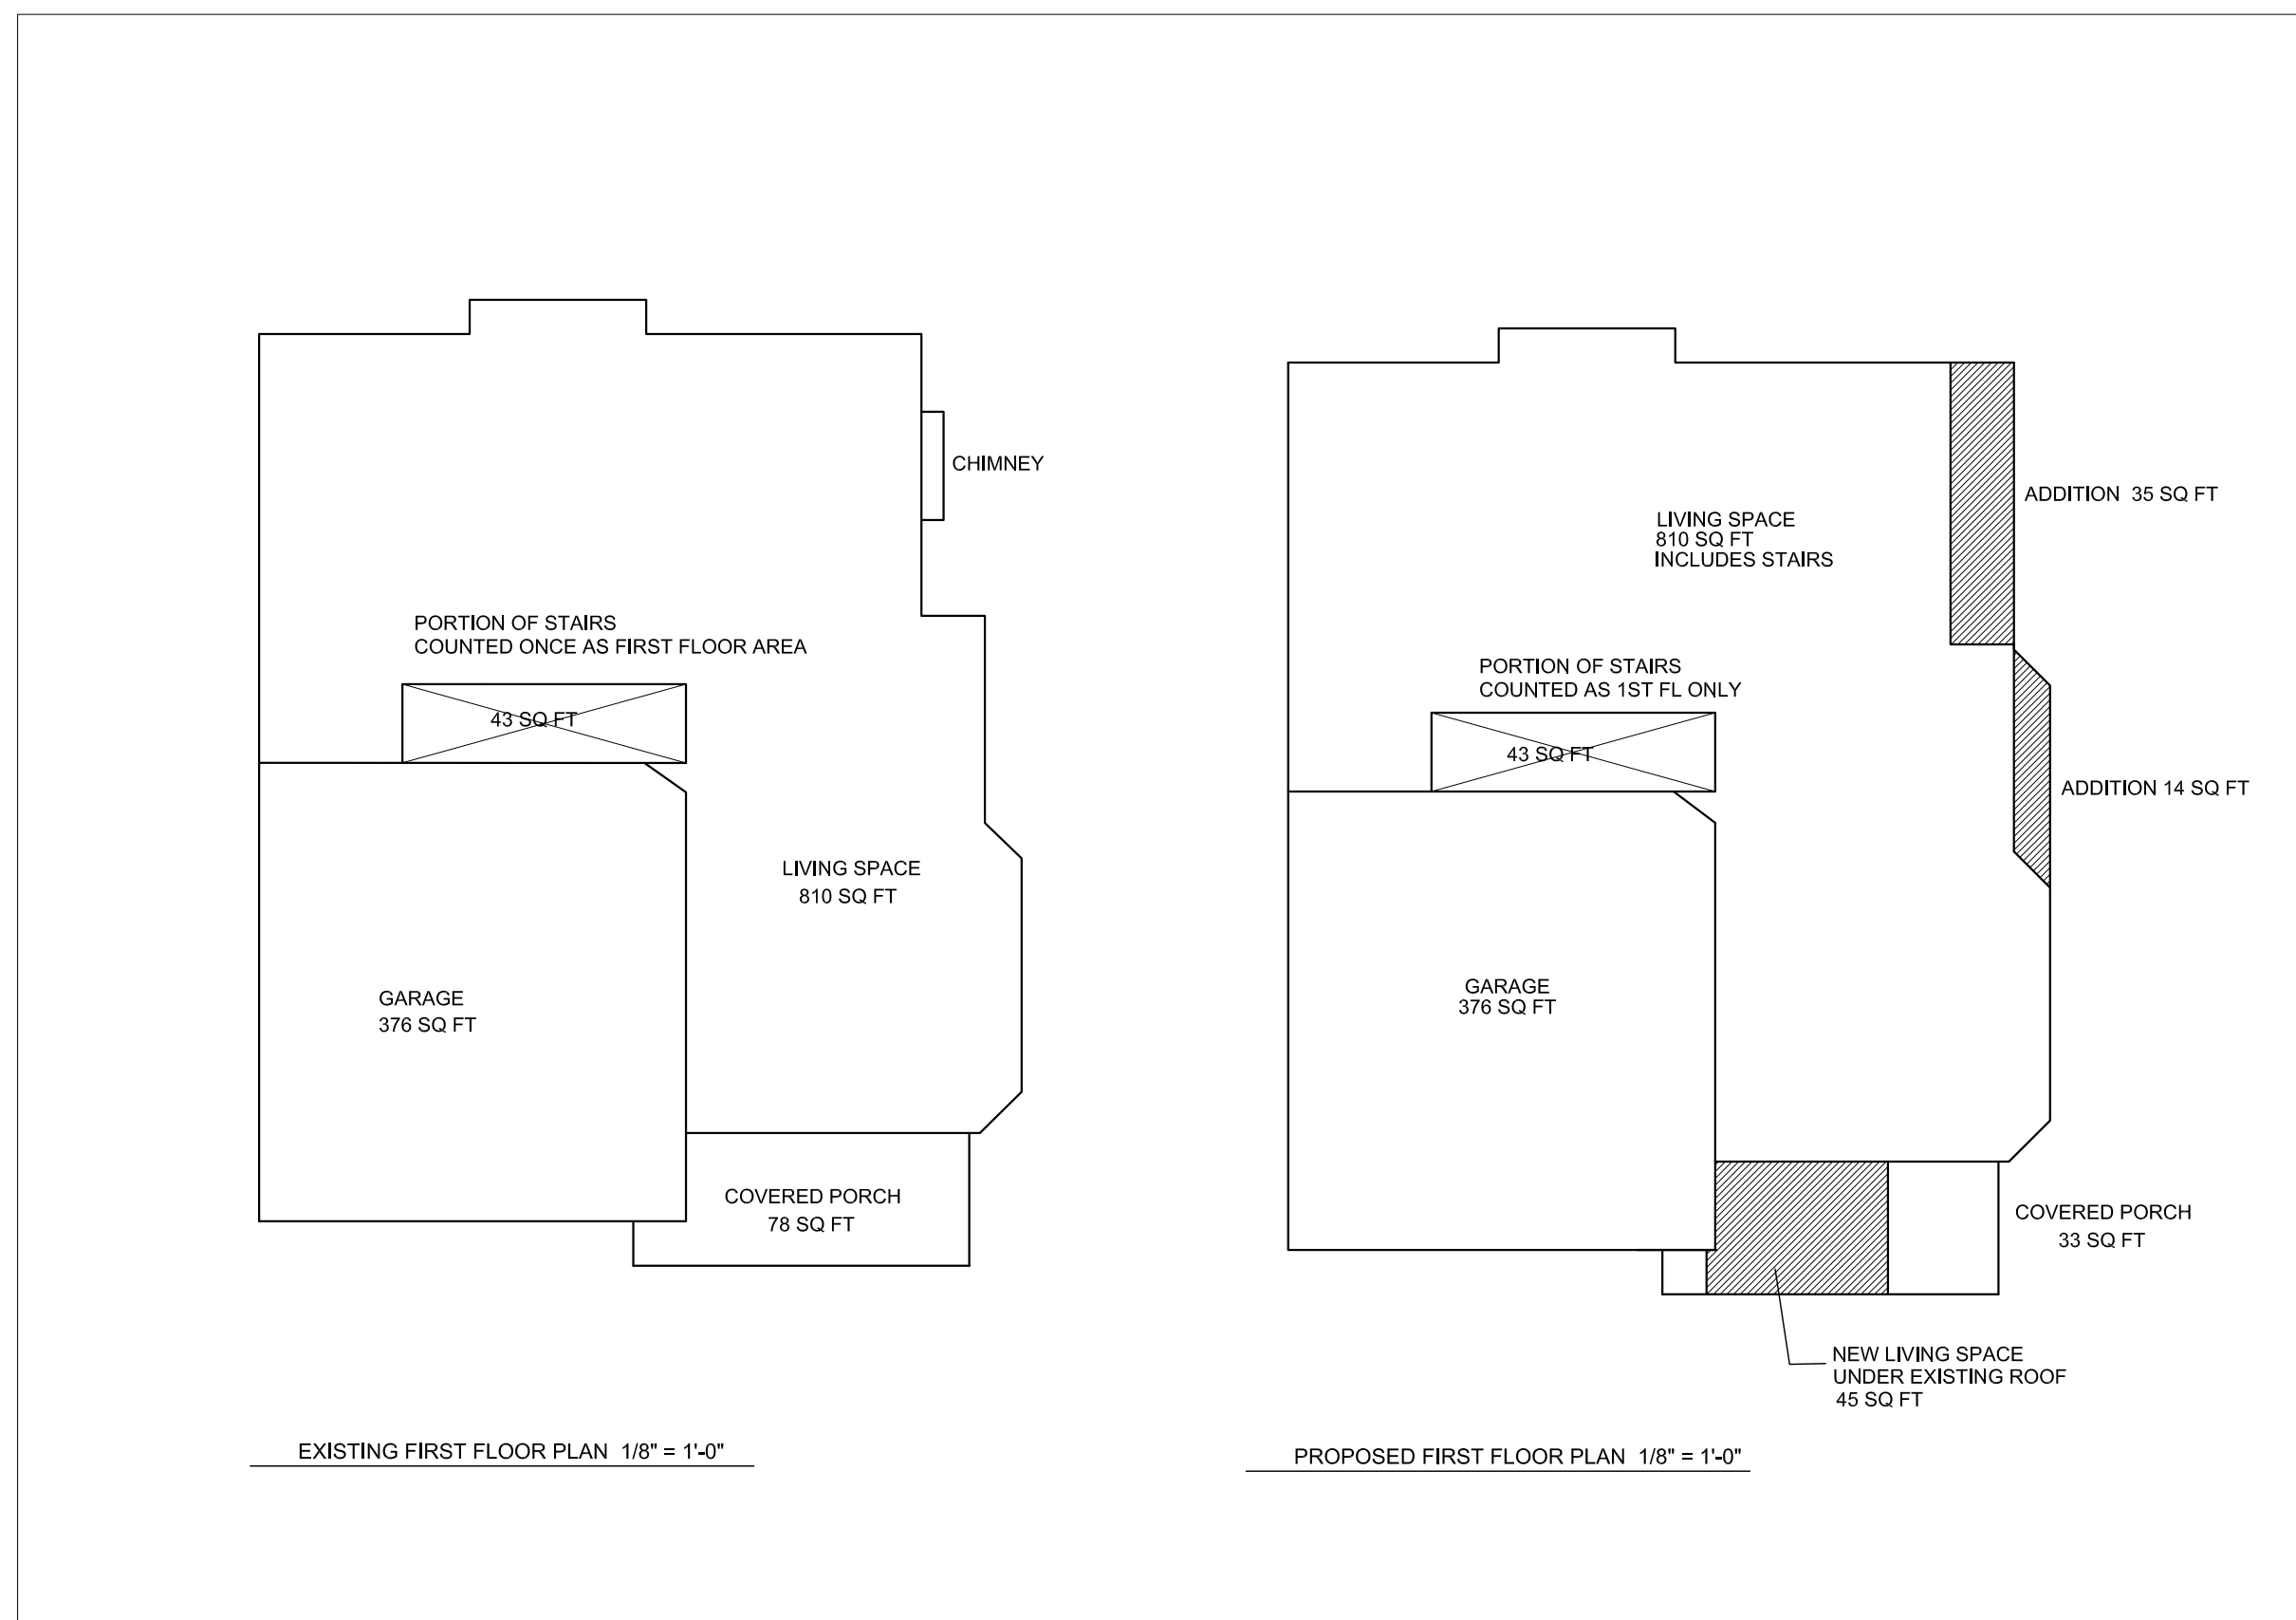 CHIMNEY
PORTION OF STAIRS
COUNTED ONCE AS FIRST FLOOR AREA
43 SQ FT
LIVING SPACE
810 SQ FT
GARAGE
376 SQ FT
COVERED PORCH
78 SQ FT
EXISTING FIRST FLOOR PLAN 1/8" = 1'-0"
ADDITION 35 SQ FT
LIVING SPACE
810 SQ FT
INCLUDES STAIRS
PORTION OF STAIRS
COUNTED AS 1ST FL ONLY
43 SQ FT
ADDITION 14 SQ FT
GARAGE
376 SQ FT
COVERED PORCH
33 SQ FT
NEW LIVING SPACE
UNDER EXISTING ROOF
45 SQ FT
PROPOSED FIRST FLOOR PLAN 1/8" = 1'-0"